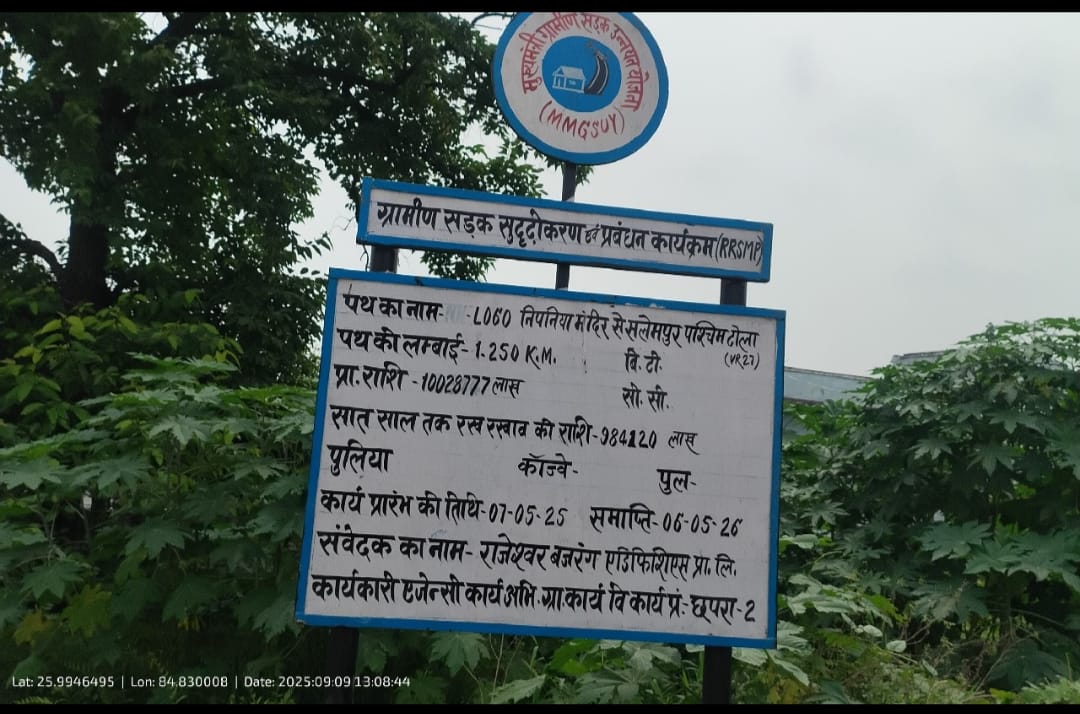 मुख्यमंत्री ग्रामीण सड़क उन्नयन योजना
(MMGSUY)
ग्रामीण सड़क सुदृढ़ीकरण एवं प्रबंधन कार्यक्रम (RRSMP)
पथ का नाम- -L060 निपनिया मंदिर से सलेमपुर पश्चिम टोला
(VR27)
पथ की लम्बाई- 1.250 K.M. बि. टी.
प्रा. राशि -10028777 लाख सी. सी.
सात साल तक रख रखाव की राशि-984120 लाख
पुलिया कॉज्वे- पुल-
कार्य प्रारंभ की तिथि-07-05-25 समाप्ति-06-05-26
संवेदक का नाम- राजेश्वर बजरंग एडिफिशिएस प्रा. लि.
कार्यकारी एजेन्सी कार्य अभि. ग्रा. कार्य वि कार्य प्रं:- छपरा-2
Lat: 25.9946495 | Lon: 84.830008 | Date: 2025:09:09 13:08:44